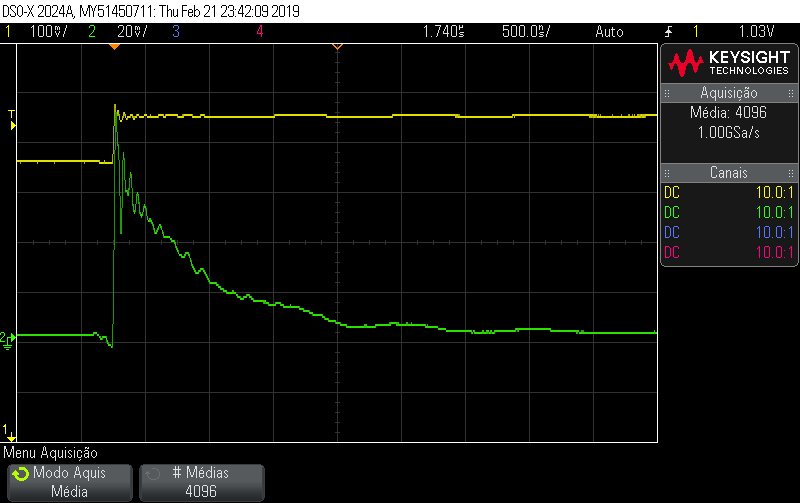 DSO-X 2024A, MY51450711: Thu Feb 21 23:42:09 2019
1 100♉/ 2 20♉/ 3 4 1.740s 500.0s/ Auto 1 1.03V
KEYSIGHT
TECHNOLOGIES
Aquisição
Média: 4096
1.00GSa/s
Canais
DC 10.0:1
DC 10.0:1
DC 10.0:1
DC 10.0:1
T
2
1
Menu Aquisição
Modo Aquis
Média
# Médias
4096